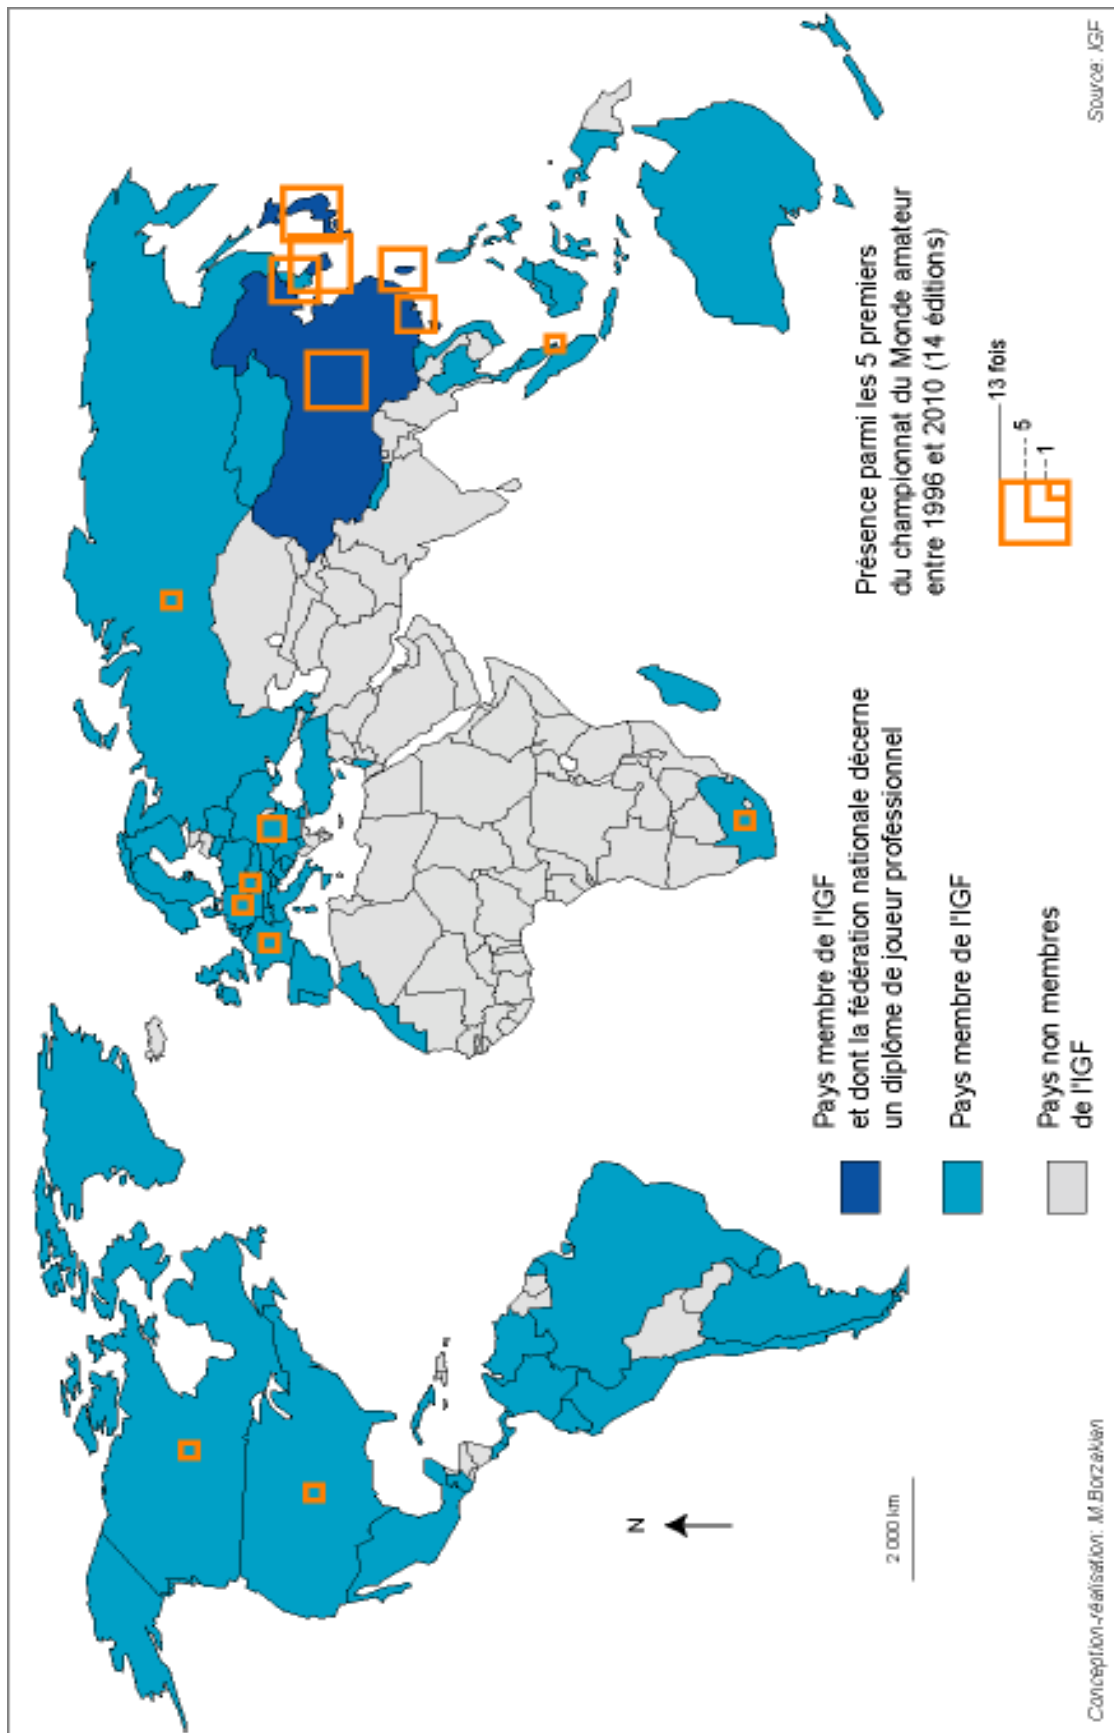 Pays membre de l'IGF
et dont la fédération nationale décerne
un diplôme de joueur professionnel
Pays membre de l'IGF
Pays non membres
de l'IGF
Présence parmi les 5 premiers
du championnat du Monde amateur
entre 1996 et 2010 (14 éditions)
13 fois
5
1
N
2 000 km
Conception-réalisation: M.Borzakian
Source: IGF